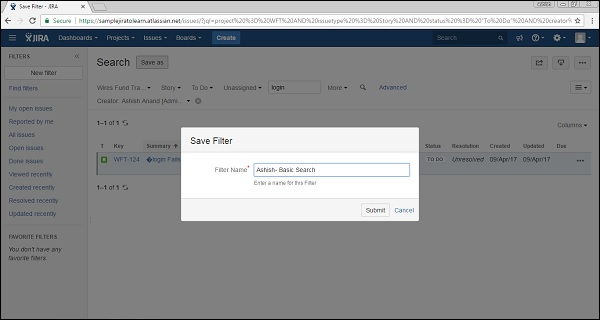 Save Filter - JIRA
Secure https://samplejiratolearn.atlassian.net/issues/?jql=project%20%3D%20WFT%20AND%20issuetype%20%3D%20Story%20AND%20status%20%3D%20"To%20Do"%20AND%20creator%
JIRA Dashboards Projects Issues Boards Create Search
FILTERS
New filter
Find filters
My open issues
Reported by me
All issues
Open issues
Done issues
Viewed recently
Created recently
Resolved recently
Updated recently
FAVORITE FILTERS
You don't have any
favorite filters.
Search Save as
Wires Fund Tra... Story To Do Unassigned login More Advanced
Creator: Ashish Anand [Admi...
1–1 of 1
Columns
T Key Summary Status Resolution Created Updated Due
WFT-124 �login Fails TO DO Unresolved 09/Apr/17 09/Apr/17
1–1 of 1
Save Filter
Filter Name* Ashish- Basic Search
Enter a name for this Filter
Submit Cancel